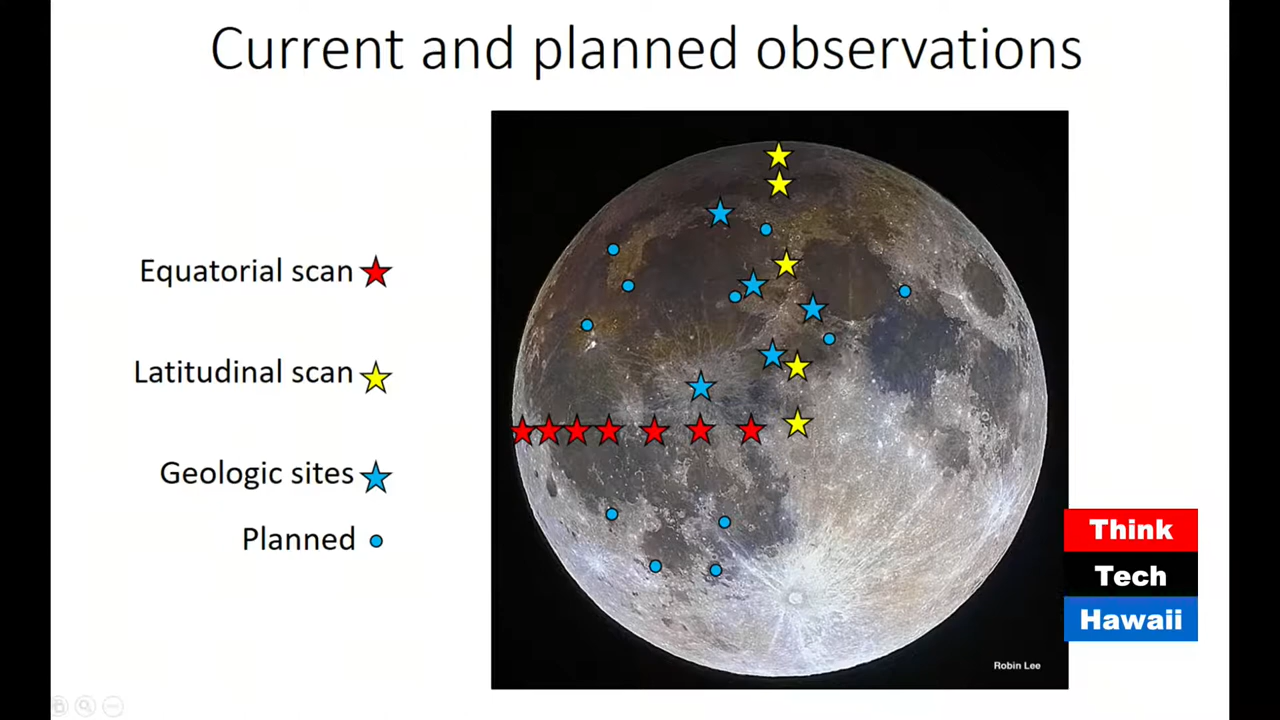 Current and planned observations
Equatorial scan
Latitudinal scan
Geologic sites
Planned
Think
Tech
Hawaii
Robin Lee